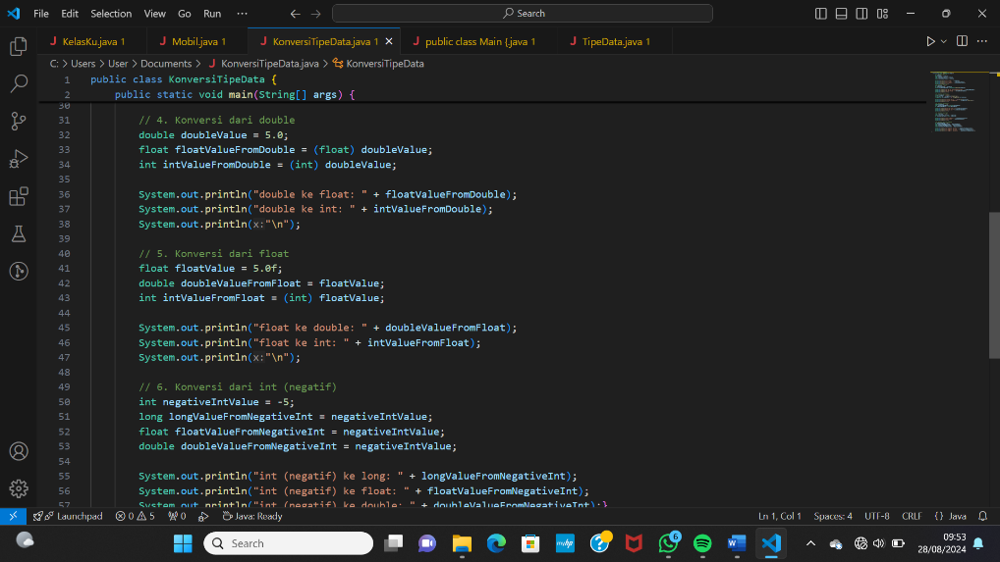 File Edit Selection View Go Run ··· Search
KelasKu.java 1 Mobil.java 1 KonversiTipeData.java 1 public class Main {.java 1 TipeData.java 1
C: > Users > User > Documents > KonversiTipeData.java > KonversiTipeData
1 public class KonversiTipeData {
2 public static void main(String[] args) {
30
31 // 4. Konversi dari double
32 double doubleValue = 5.0;
33 float floatValueFromDouble = (float) doubleValue;
34 int intValueFromDouble = (int) doubleValue;
35
36 System.out.println("double ke float: " + floatValueFromDouble);
37 System.out.println("double ke int: " + intValueFromDouble);
38 System.out.println(x:"\n");
39
40 // 5. Konversi dari float
41 float floatValue = 5.0f;
42 double doubleValueFromFloat = floatValue;
43 int intValueFromFloat = (int) floatValue;
44
45 System.out.println("float ke double: " + doubleValueFromFloat);
46 System.out.println("float ke int: " + intValueFromFloat);
47 System.out.println(x:"\n");
48
49 // 6. Konversi dari int (negatif)
50 int negativeIntValue = -5;
51 long longValueFromNegativeInt = negativeIntValue;
52 float floatValueFromNegativeInt = negativeIntValue;
53 double doubleValueFromNegativeInt = negativeIntValue;
54
55 System.out.println("int (negatif) ke long: " + longValueFromNegativeInt);
56 System.out.println("int (negatif) ke float: " + floatValueFromNegativeInt);
57 System.out.println("int (negatif) ke double: " + doubleValueFromNegativeInt);}
Launchpad 0 5 0 Java: Ready Ln 1, Col 1 Spaces: 4 UTF-8 CRLF {} Java
Search myhp W 6 09:53
28/08/2024